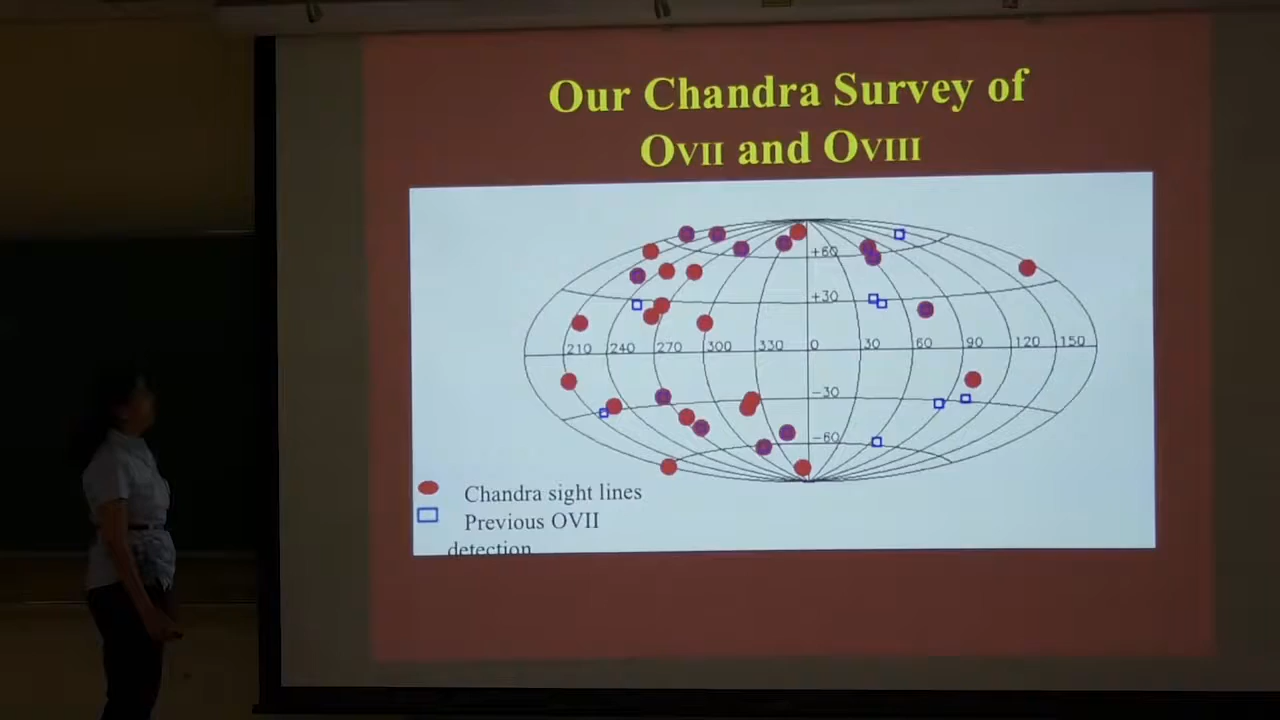 Our Chandra Survey of
OVII and OVIII
+60
+30
210 240 270 300 330 0 30 60 90 120 150
-30
-60
Chandra sight lines
Previous OVII
detection